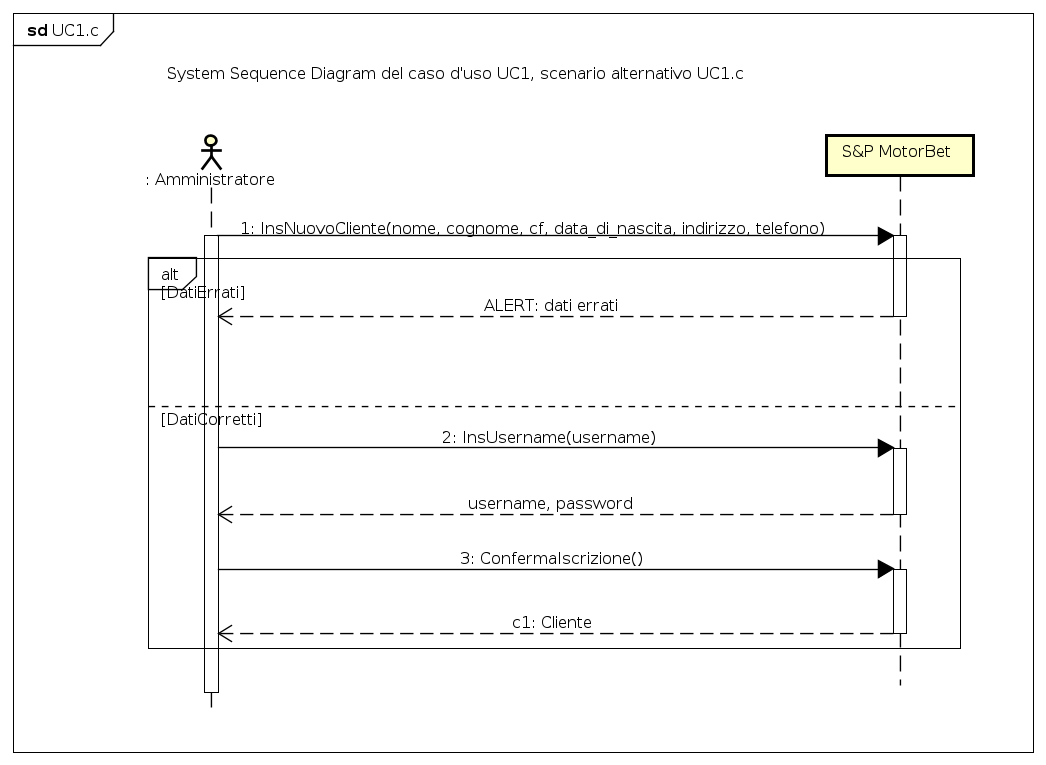 sd UC1.c
System Sequence Diagram del caso d'uso UC1, scenario alternativo UC1.c
S&P MotorBet
: Amministratore
1: InsNuovoCliente(nome, cognome, cf, data_di_nascita, indirizzo, telefono)
alt
[DatiErrati]
ALERT: dati errati
[DatiCorretti]
2: InsUsername(username)
username, password
3: ConfermaIscrizione()
c1: Cliente